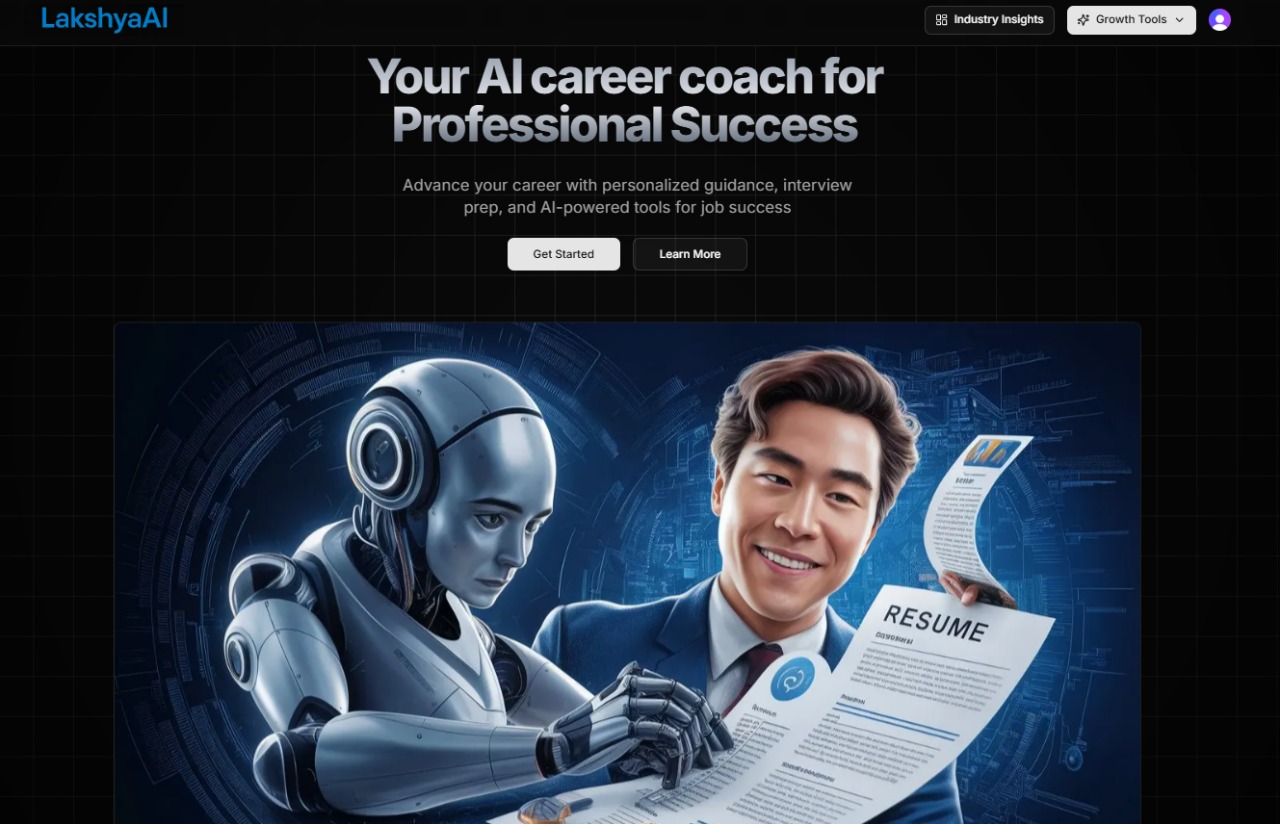 LakshyaAI
Industry Insights
Growth Tools
Your AI career coach for
Professional Success
Advance your career with personalized guidance, interview
prep, and AI-powered tools for job success
Get Started
Learn More
RESUME